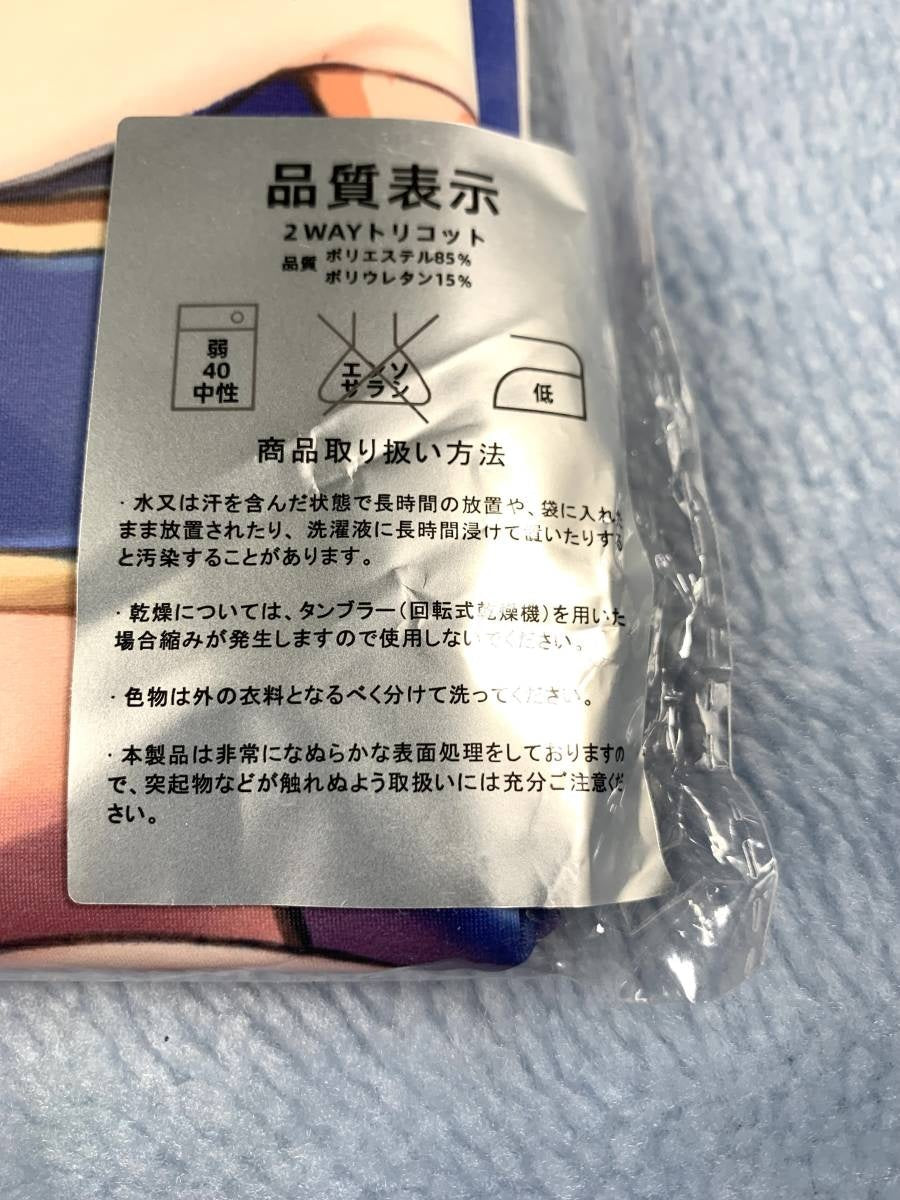 品質表示
2WAYトリコット
品質 ポリエステル85%
ポリウレタン15%
弱
40
中性
エンソ
サラシ
低
商品取り扱い方法
・水又は汗を含んだ状態で長時間の放置や、袋に入れた
まま放置されたり、洗濯液に長時間浸けて置いたりする
と汚染することがあります。
・乾燥については、タンブラー(回転式乾燥機)を用いた
場合縮みが発生しますので使用しないでください。
・色物は外の衣料となるべく分けて洗ってください。
・本製品は非常になぬらかな表面処理をしておりますの
で、突起物などが触れぬよう取扱いには充分ご注意くだ
さい。